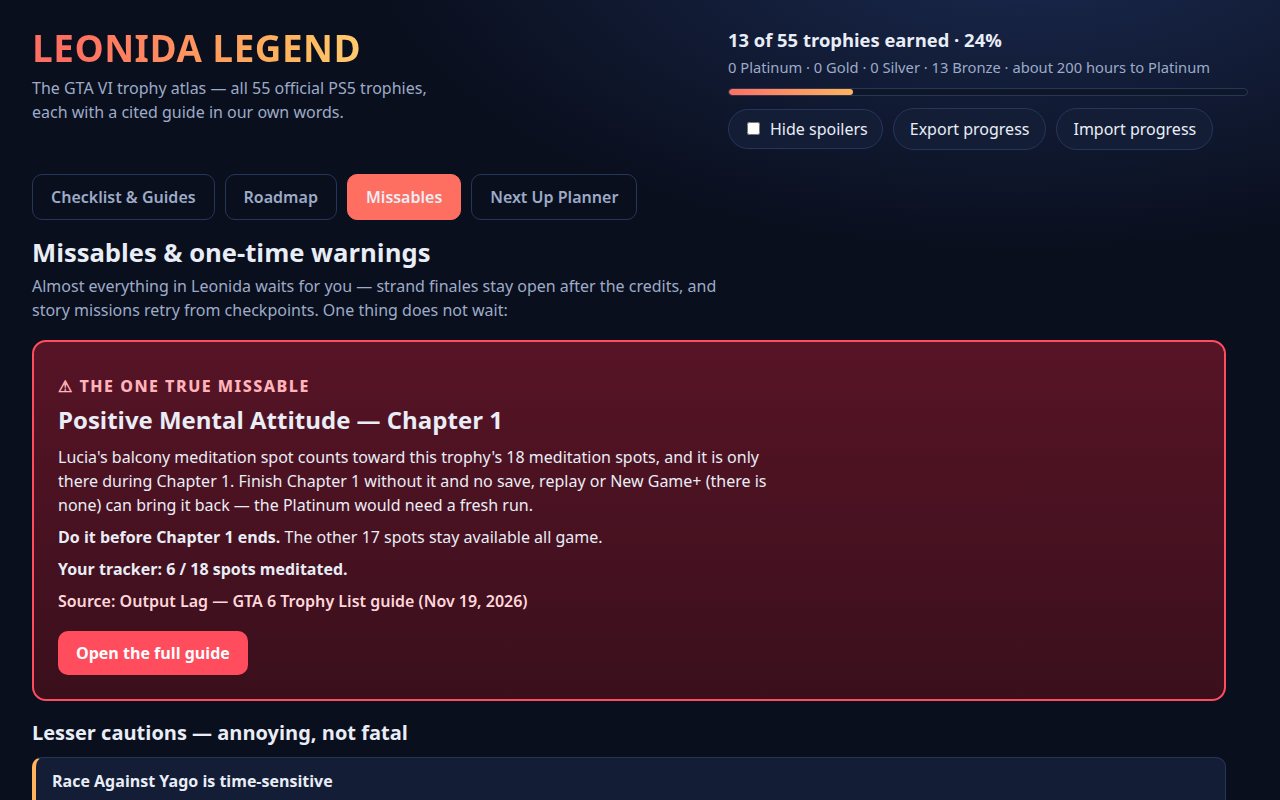 LEONIDA LEGEND
The GTA VI trophy atlas — all 55 official PS5 trophies,
each with a cited guide in our own words.
13 of 55 trophies earned · 24%
0 Platinum · 0 Gold · 0 Silver · 13 Bronze · about 200 hours to Platinum
Hide spoilers
Export progress
Import progress
Checklist & Guides
Roadmap
Missables
Next Up Planner
Missables & one-time warnings
Almost everything in Leonida waits for you — strand finales stay open after the credits, and
story missions retry from checkpoints. One thing does not wait:
⚠ THE ONE TRUE MISSABLE
Positive Mental Attitude — Chapter 1
Lucia's balcony meditation spot counts toward this trophy's 18 meditation spots, and it is only
there during Chapter 1. Finish Chapter 1 without it and no save, replay or New Game+ (there is
none) can bring it back — the Platinum would need a fresh run.
Do it before Chapter 1 ends. The other 17 spots stay available all game.
Your tracker: 6 / 18 spots meditated.
Source: Output Lag — GTA 6 Trophy List guide (Nov 19, 2026)
Open the full guide
Lesser cautions — annoying, not fatal
Race Against Yago is time-sensitive